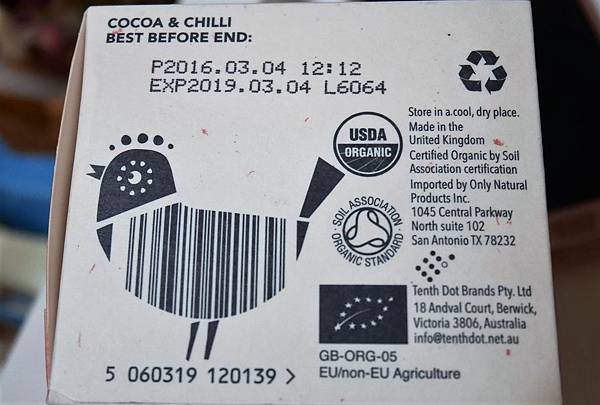 COCOA & CHILLI
BEST BEFORE END:
P2016.03.04 12:12
EXP2019.03.04 L6064
USDA
ORGANIC
Store in a cool, dry place.
Made in the
United Kingdom
Certified Organic by Soil
Association certification
Imported by Only Natural
Products Inc.
1045 Central Parkway
North suite 102
San Antonio TX 78232
SOIL ASSOCIATION
ORGANIC STANDARD
Tenth Dot Brands Pty. Ltd
18 Andval Court, Berwick,
Victoria 3806, Australia
info@tenthdot.net.au
GB-ORG-05
EU/non-EU Agriculture
5 060319 120139 >